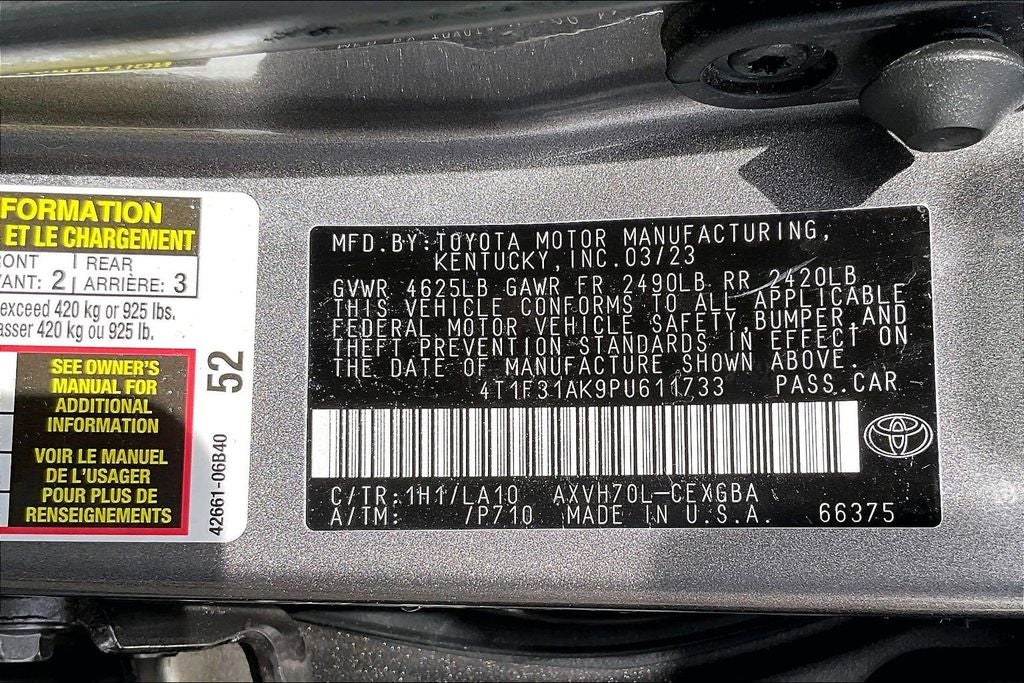 FORMATION
ET LE CHARGEMENT
RONT REAR
VANT: 2 ARRIÈRE: 3
exceed 420 kg or 925 lbs.
asser 420 kg ou 925 lb.
SEE OWNER'S
MANUAL FOR
ADDITIONAL
INFORMATION
VOIR LE MANUEL
DE L'USAGER
POUR PLUS DE
RENSEIGNEMENTS
52
42661-06B40
MFD.BY:TOYOTA MOTOR MANUFACTURING,
KENTUCKY,INC.03/23
GVWR 4625LB GAWR FR 2490LB RR 2420LB
THIS VEHICLE CONFORMS TO ALL APPLICABLE
FEDERAL MOTOR VEHICLE SAFETY,BUMPER,AND
THEFT PREVENTION STANDARDS IN EFFECT ON
THE DATE OF MANUFACTURE SHOWN ABOVE.
4T1F31AK9PU611733 PASS.CAR
C/TR:1H1/LA10 AXVH70L-CEXGBA
A/TM: /P710 MADE IN U.S.A. 66375